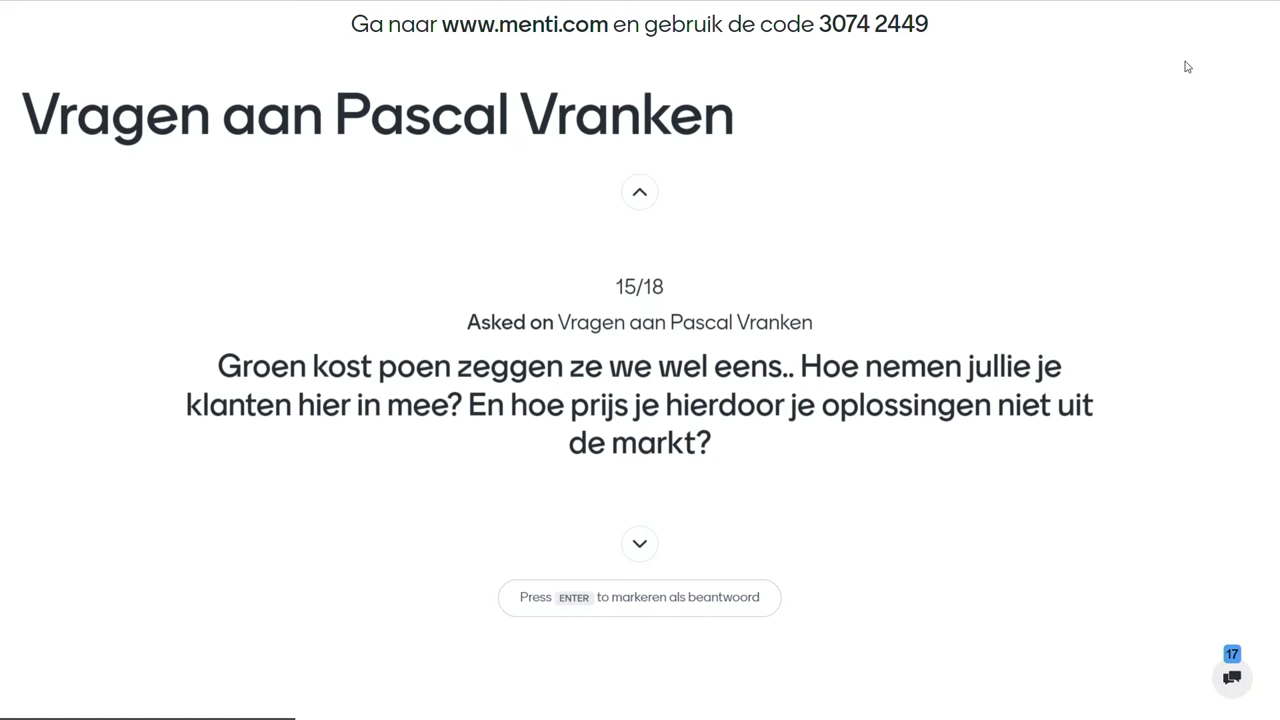 Ga naar www.menti.com en gebruik de code 3074 2449
Vragen aan Pascal Vranken
15/18
Asked on Vragen aan Pascal Vranken
Groen kost poen zeggen ze we wel eens.. Hoe nemen jullie je
klanten hier in mee? En hoe prijs je hierdoor je oplossingen niet uit
de markt?
Press ENTER to markeren als beantwoord
17